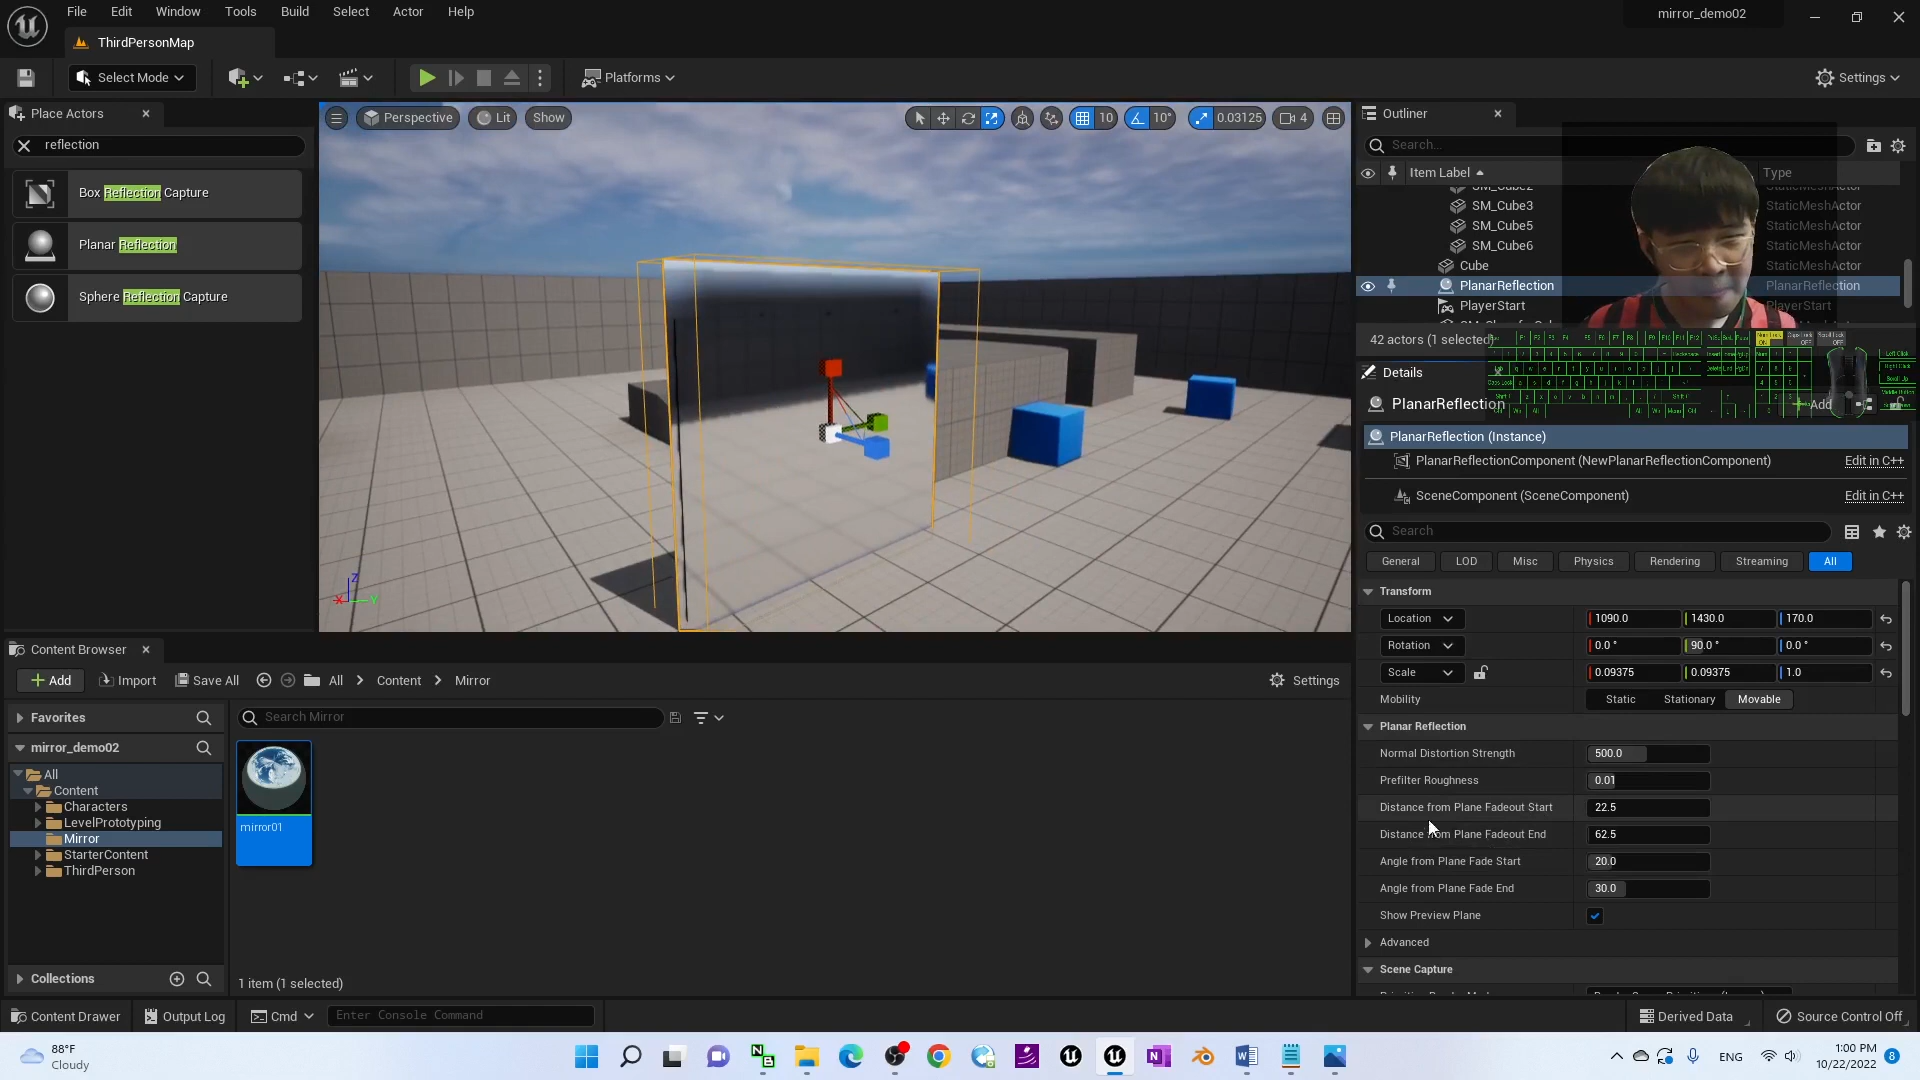 File Edit Window Tools Build Select Actor Help
mirror_demo02
ThirdPersonMap
Select Mode
Platforms
Settings
Place Actors
reflection
Box Reflection Capture
Planar Reflection
Sphere Reflection Capture
Perspective Lit Show
10 10° 0.03125 4
X Y Z
Outliner
Search...
Item Label Type
SM_Cube2 StaticMeshActor
SM_Cube3 StaticMeshActor
SM_Cube5 StaticMeshActor
SM_Cube6 StaticMeshActor
Cube StaticMeshActor
PlanarReflection PlanarReflection
PlayerStart PlayerStart
42 actors (1 selected)
Details
PlanarReflection
Add
PlanarReflection (Instance)
PlanarReflectionComponent (NewPlanarReflectionComponent) Edit in C++
SceneComponent (SceneComponent) Edit in C++
Search
General LOD Misc Physics Rendering Streaming All
Transform
Location 1090.0 1430.0 170.0
Rotation 0.0° 90.0° 0.0°
Scale 0.09375 0.09375 1.0
Mobility Static Stationary Movable
Planar Reflection
Normal Distortion Strength 500.0
Prefilter Roughness 0.01
Distance from Plane Fadeout Start 22.5
Distance from Plane Fadeout End 62.5
Angle from Plane Fade Start 20.0
Angle from Plane Fade End 30.0
Show Preview Plane
Advanced
Scene Capture
Content Browser
Add Import Save All All Content Mirror Settings
Favorites
Search Mirror
mirror_demo02
All
Content
Characters
LevelPrototyping
Mirror
StarterContent
ThirdPerson
mirror01
Collections
1 item (1 selected)
Content Drawer Output Log Cmd Enter Console Command Derived Data Source Control Off
88°F
Cloudy
ENG
1:00 PM
10/22/2022
8